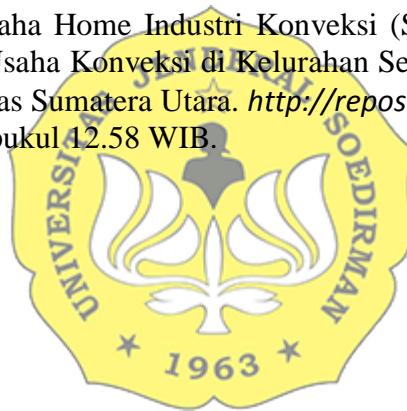 aha Home Industri Konveksi (S
Usaha Konveksi di Kelurahan Se
as Sumatera Utara. http://repos
pukul 12.58 WIB.
UNIVERSITAS JENDERAL SOEDIRMAN
* 1963 *